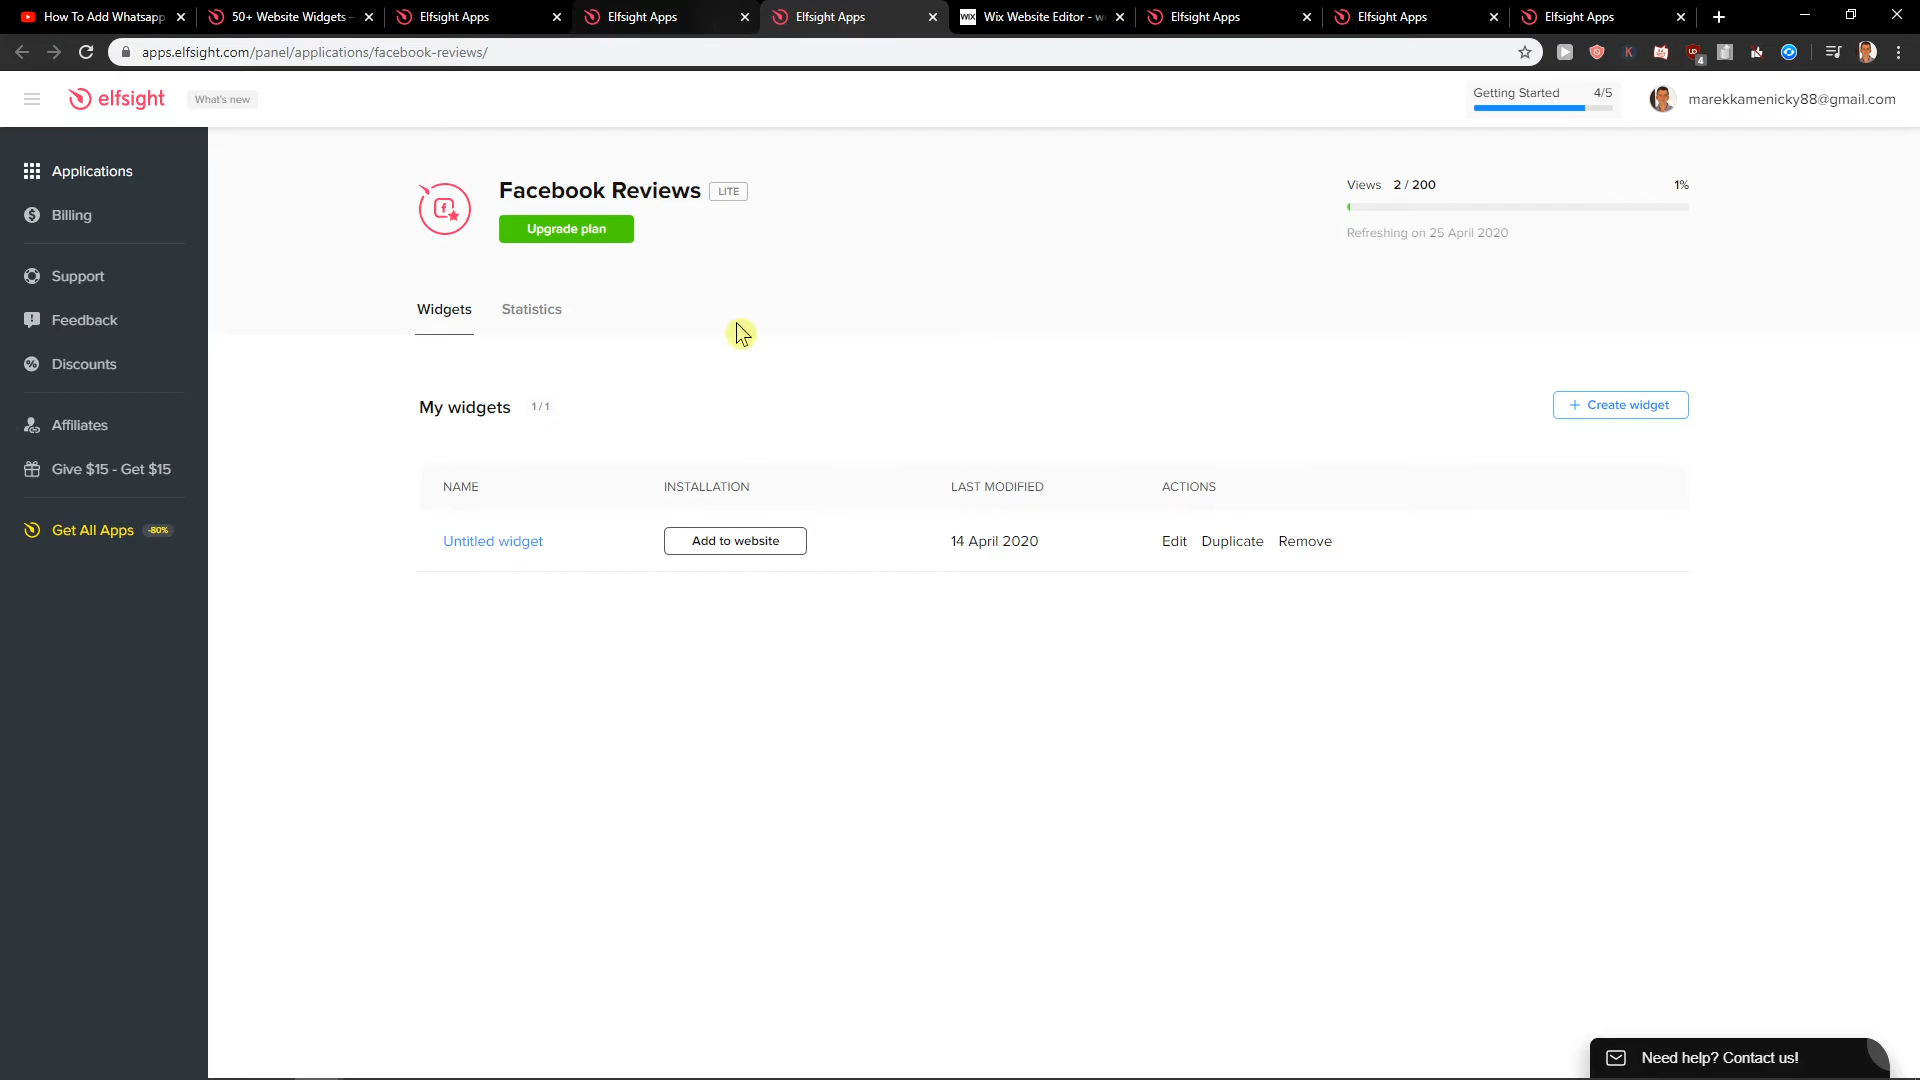 How To Add Whatsapp
50+ Website Widgets -
Elfsight Apps
Elfsight Apps
Elfsight Apps
WIX Wix Website Editor - w
Elfsight Apps
Elfsight Apps
Elfsight Apps
apps.elfsight.com/panel/applications/facebook-reviews/
K
UD
4
elfsight
What's new
Getting Started 4/5
marekkamenicky88@gmail.com
Applications
Billing
Support
Feedback
Discounts
Affiliates
Give $15 - Get $15
Get All Apps -80%
Facebook Reviews LITE
Upgrade plan
Views 2 / 200 1%
Refreshing on 25 April 2020
Widgets Statistics
My widgets 1 / 1
+ Create widget
NAME INSTALLATION LAST MODIFIED ACTIONS
Untitled widget Add to website 14 April 2020 Edit Duplicate Remove
Need help? Contact us!